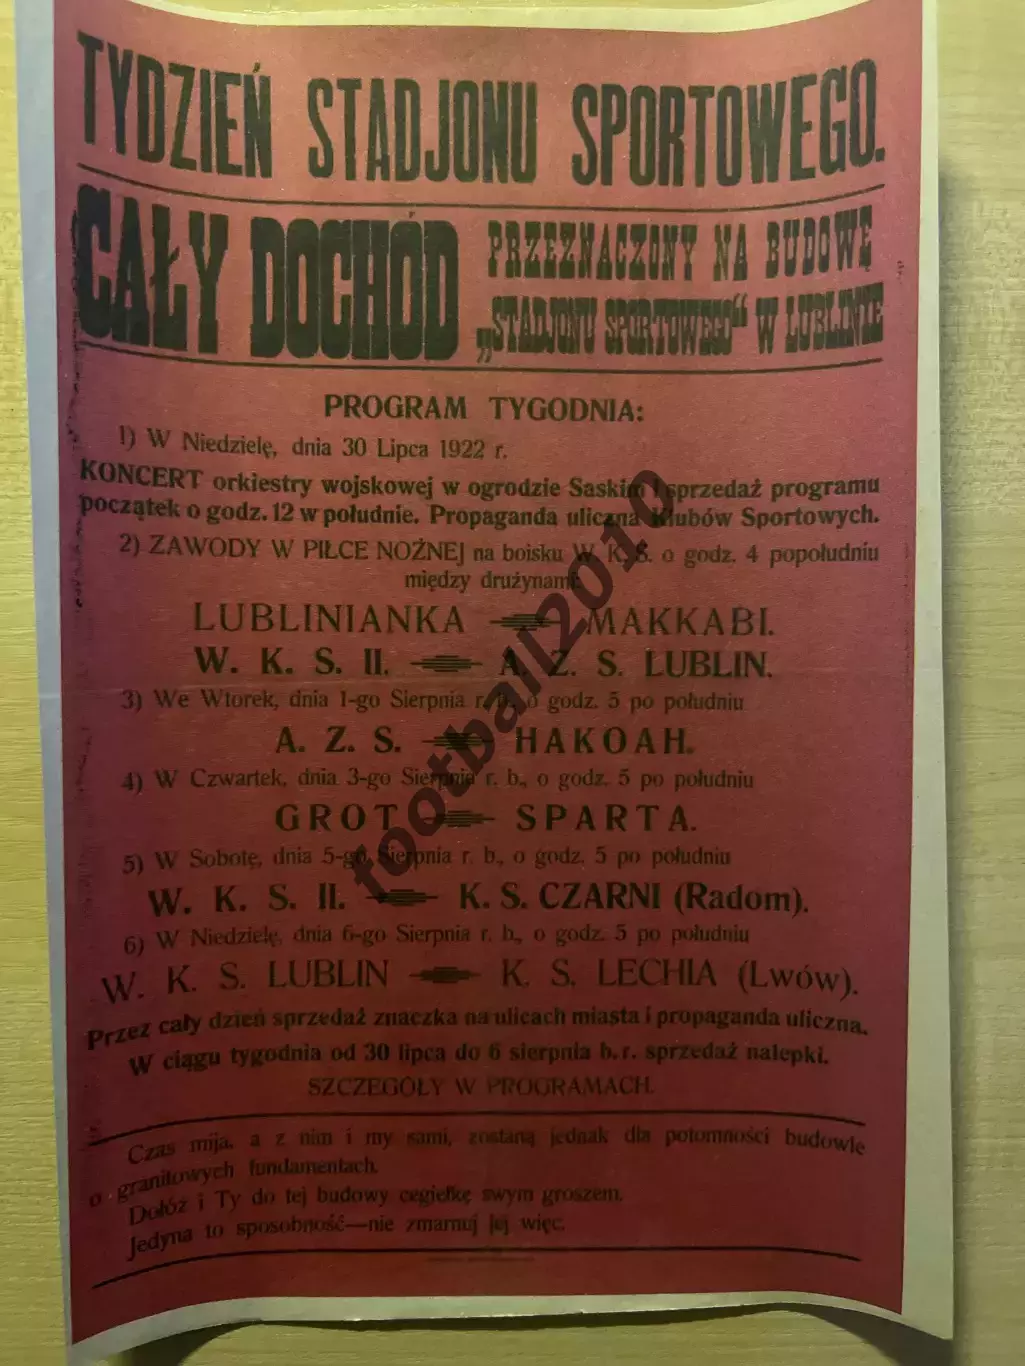 TYDZIEŃ STADJONU SPORTOWEGO.
CAŁY DOCHÓD PRZEZNACZONY NA BUDOWĘ
„STADJONU SPORTOWEGO" W LUBLINIE
PROGRAM TYGODNIA:
1) W Niedzielę, dnia 30 Lipca 1922 r.
KONCERT orkiestry wojskowej w ogrodzie Saskim i sprzedaż programu
początek o godz. 12 w południe. Propaganda uliczna Klubów Sportowych.
2) ZAWODY W PIŁCE NOŻNEJ na boisku W. K. S. o godz. 4 popołudniu
między drużynami:
LUBLINIANKA MAKKABI.
W. K. S. II. A. Z. S. LUBLIN.
3) We Wtorek, dnia 1-go Sierpnia r. b. o godz. 5 po południu
A. Z. S. HAKOAH.
4) W Czwartek, dnia 3-go Sierpnia r. b., o godz. 5 po południu
GROT SPARTA.
5) W Sobotę, dnia 5-go Sierpnia r. b., o godz. 5 po południu
W. K. S. II. K. S. CZARNI (Radom).
6) W Niedzielę, dnia 6-go Sierpnia r. b., o godz. 5 po południu
W. K. S. LUBLIN K. S. LECHIA (Lwów).
Przez cały dzień sprzedaż znaczka na ulicach miasta i propaganda uliczna.
W ciągu tygodnia od 30 lipca do 6 sierpnia b. r. sprzedaż nalepki.
SZCZEGÓŁY W PROGRAMACH.
Czas mija, a z nim i my sami, zostaną jednak dla potomności budowle
o granitowych fundamentach.
Dołóż i Ty do tej budowy cegiełkę swym groszem.
Jedyna to sposobność—nie zmarnuj jej więc.
football2010